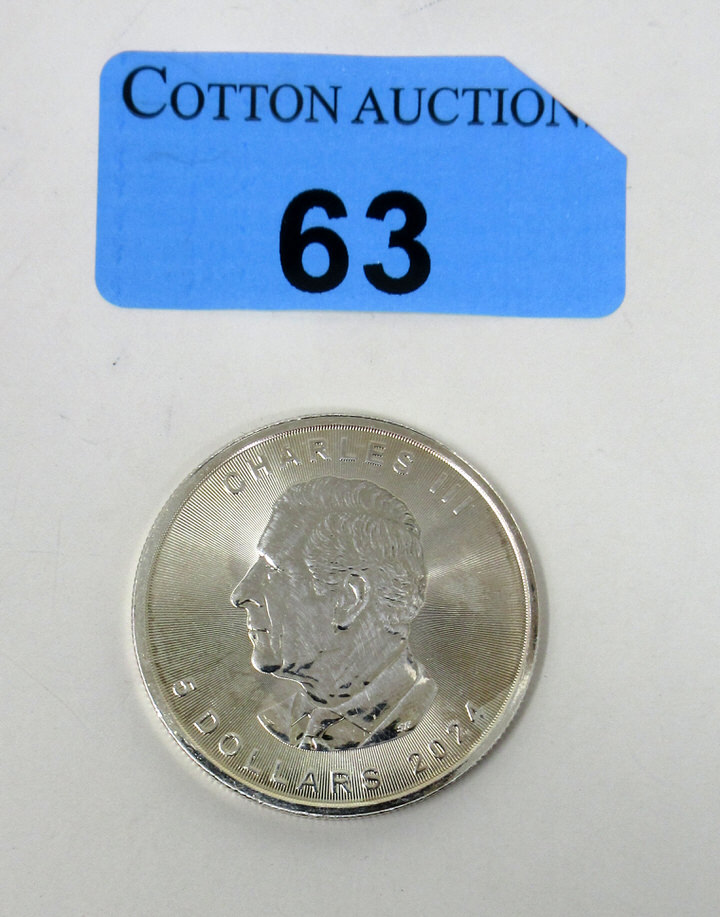 COTTON AUCTION
63
CHARLES III
5 DOLLARS 2024